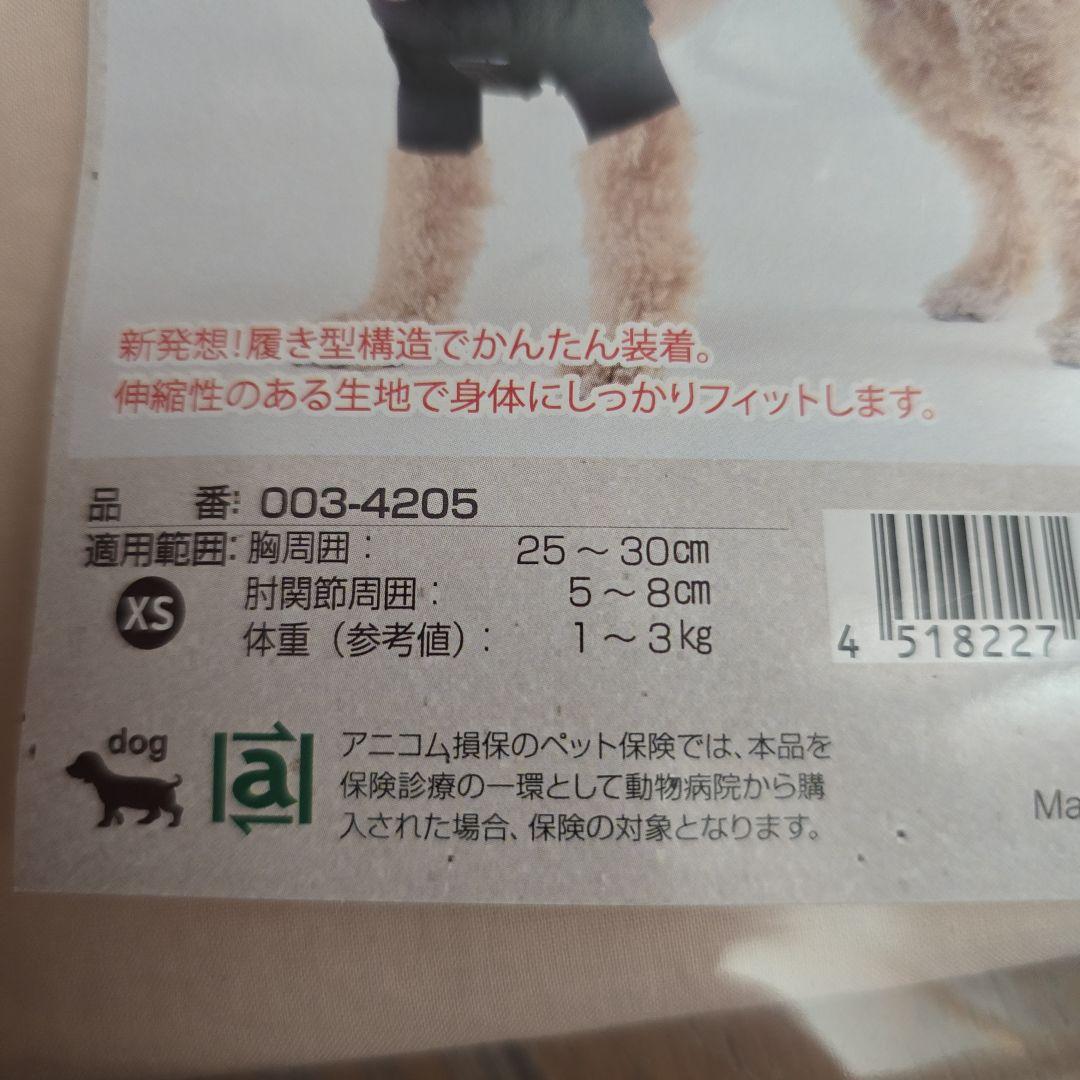 新発想!履き型構造でかんたん装着。
伸縮性のある生地で身体にしっかりフィットします。
品 番: 003-4205
適用範囲: 胸周囲: 25～30㎝
XS 肘関節周囲: 5～8㎝
体重(参考値): 1～3㎏
4 518227
dog
a
アニコム損保のペット保険では、本品を
保険診療の一環として動物病院から購
入された場合、保険の対象となります。
Ma